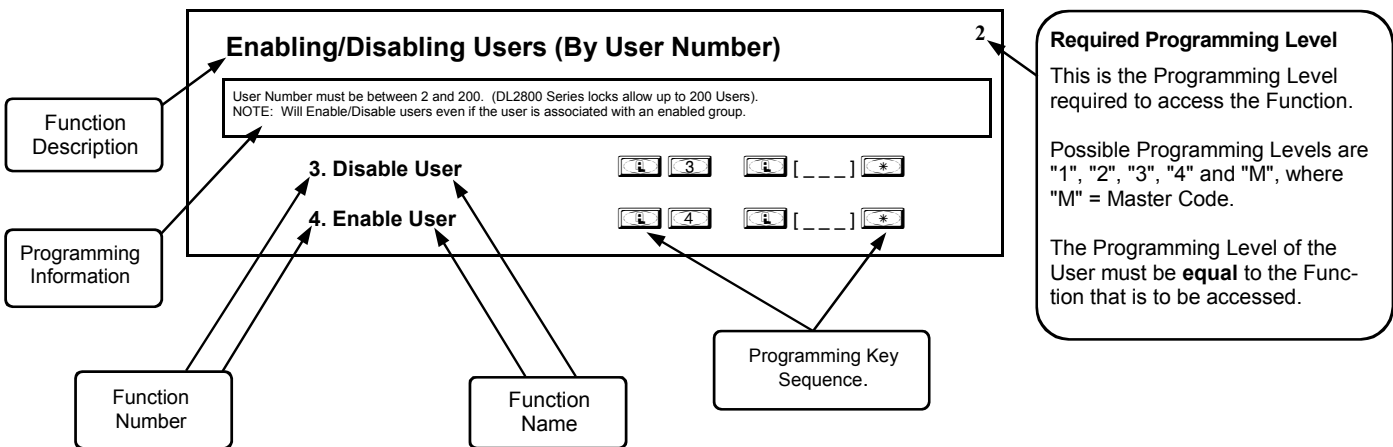 Enabling/Disabling Users (By User Number)
2
User Number must be between 2 and 200. (DL2800 Series locks allow up to 200 Users).
NOTE: Will Enable/Disable users even if the user is associated with an enabled group.
3. Disable User
3 [ _ _ _ ] *
4. Enable User
4 [ _ _ _ ] *
Function
Description
Programming
Information
Function
Number
Function
Name
Programming Key
Sequence.
Required Programming Level
This is the Programming Level
required to access the Function.
Possible Programming Levels are
"1", "2", "3", "4" and "M", where
"M" = Master Code.
The Programming Level of the
User must be equal to the Func-
tion that is to be accessed.